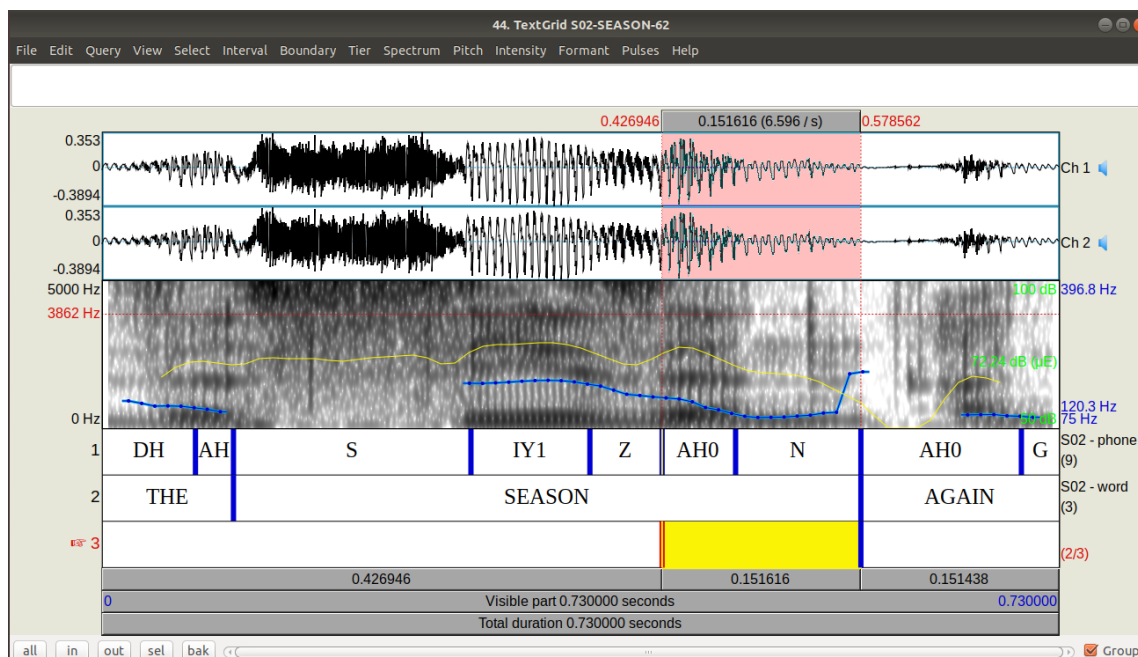 44. TextGrid S02-SEASON-62
File Edit Query View Select Interval Boundary Tier Spectrum Pitch Intensity Formant Pulses Help
0.426946 0.151616 (6.596 / s) 0.578562
0.353
0
-0.3894
Ch 1
0.353
0
-0.3894
Ch 2
5000 Hz 100 dB 396.8 Hz
3862 Hz
72.24 dB (µE)
120.3 Hz
0 Hz 75 Hz
1 DH AH S IY1 Z AH0 N AH0 G S02 - phone
(9)
2 THE SEASON AGAIN S02 - word
(3)
3 (2/3)
0.426946 0.151616 0.151438
0 Visible part 0.730000 seconds 0.730000
Total duration 0.730000 seconds
all in out sel bak Group